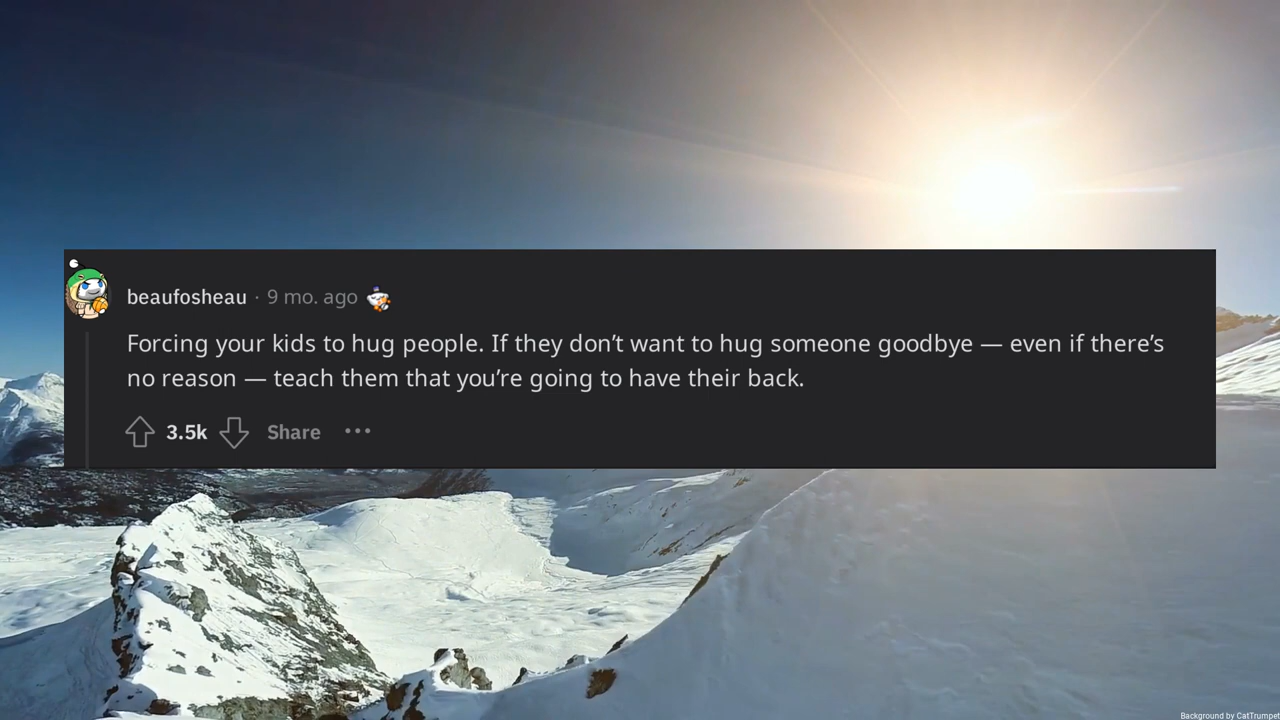 beaufosheau · 9 mo. ago
Forcing your kids to hug people. If they don’t want to hug someone goodbye — even if there’s
no reason — teach them that you’re going to have their back.
3.5k Share •••
Background by CatTrumpet